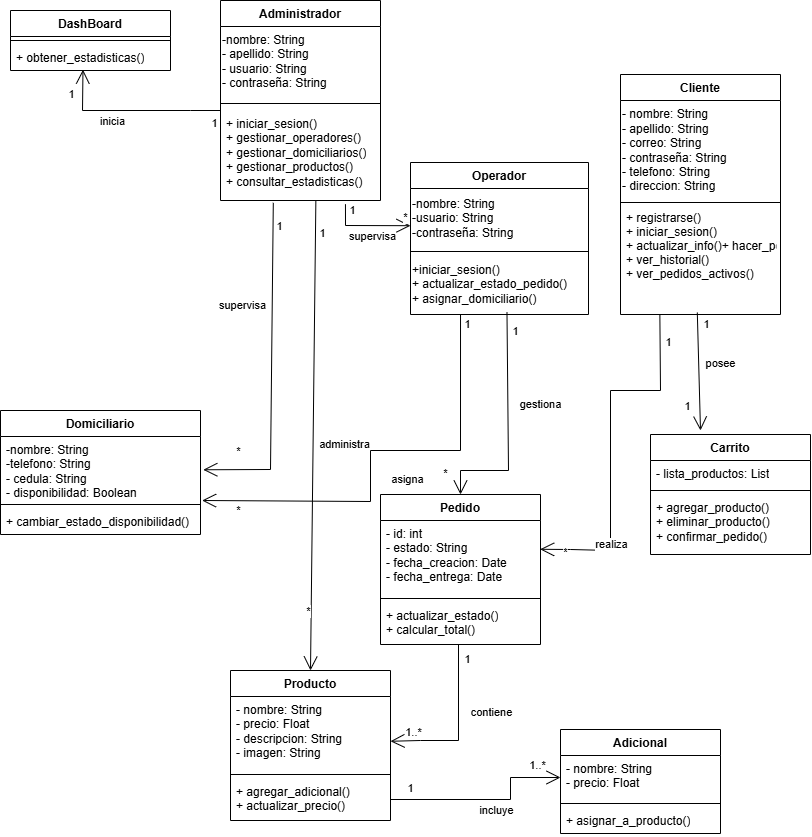 DashBoard
+ obtener_estadisticas()
1
inicia
1
Administrador
-nombre: String
- apellido: String
- usuario: String
- contraseña: String
+ iniciar_sesion()
+ gestionar_operadores()
+ gestionar_domiciliarios()
+ gestionar_productos()
+ consultar_estadisticas()
1
supervisa
*
1
1
*
supervisa
Operador
-nombre: String
-usuario: String
-contraseña: String
+iniciar_sesion()
+ actualizar_estado_pedido()
+ asignar_domiciliario()
Cliente
- nombre: String
- apellido: String
- correo: String
- contraseña: String
- telefono: String
- direccion: String
+ registrarse()
+ iniciar_sesion()
+ actualizar_info()+ hacer_p
+ ver_historial()
+ ver_pedidos_activos()
1
1
gestiona
1
1
posee
1
Domiciliario
-nombre: String
-telefono: String
- cedula: String
- disponibilidad: Boolean
+ cambiar_estado_disponibilidad()
*
*
administra
asigna
*
Carrito
- lista_productos: List
+ agregar_producto()
+ eliminar_producto()
+ confirmar_pedido()
Pedido
- id: int
- estado: String
- fecha_creacion: Date
- fecha_entrega: Date
+ actualizar_estado()
+ calcular_total()
*
realiza
*
1
contiene
1..*
Producto
- nombre: String
- precio: Float
- descripcion: String
- imagen: String
+ agregar_adicional()
+ actualizar_precio()
1
incluye
1..*
Adicional
- nombre: String
- precio: Float
+ asignar_a_producto()